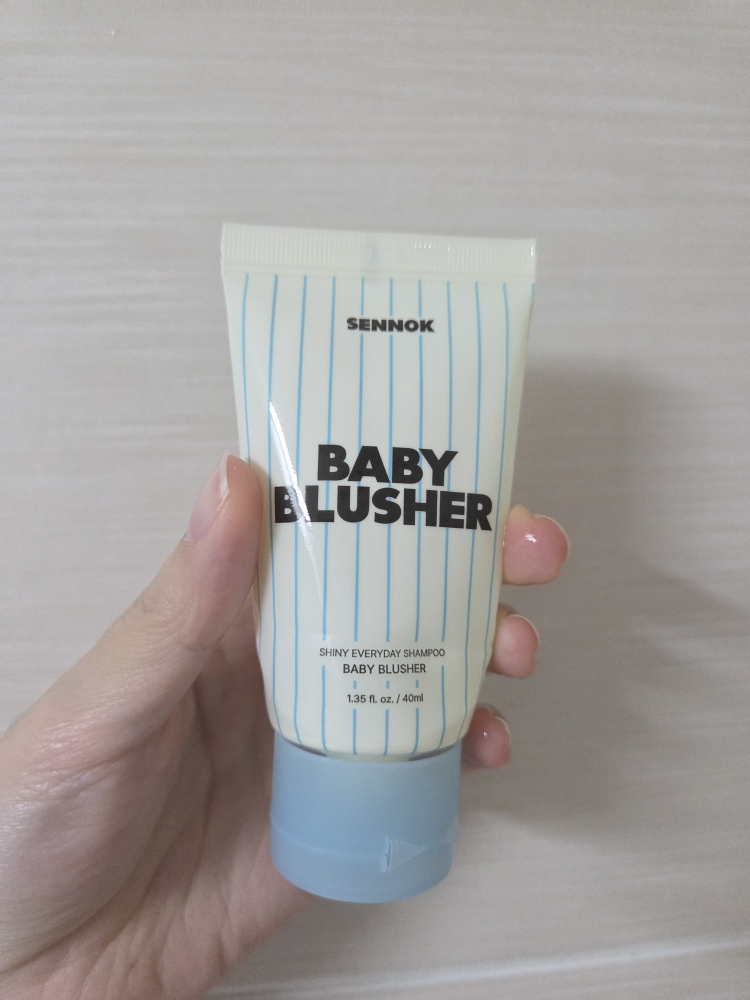 SENNOK
BABY
BLUSHER
SHINY EVERYDAY SHAMPOO
BABY BLUSHER
1.35 fl. oz. / 40ml